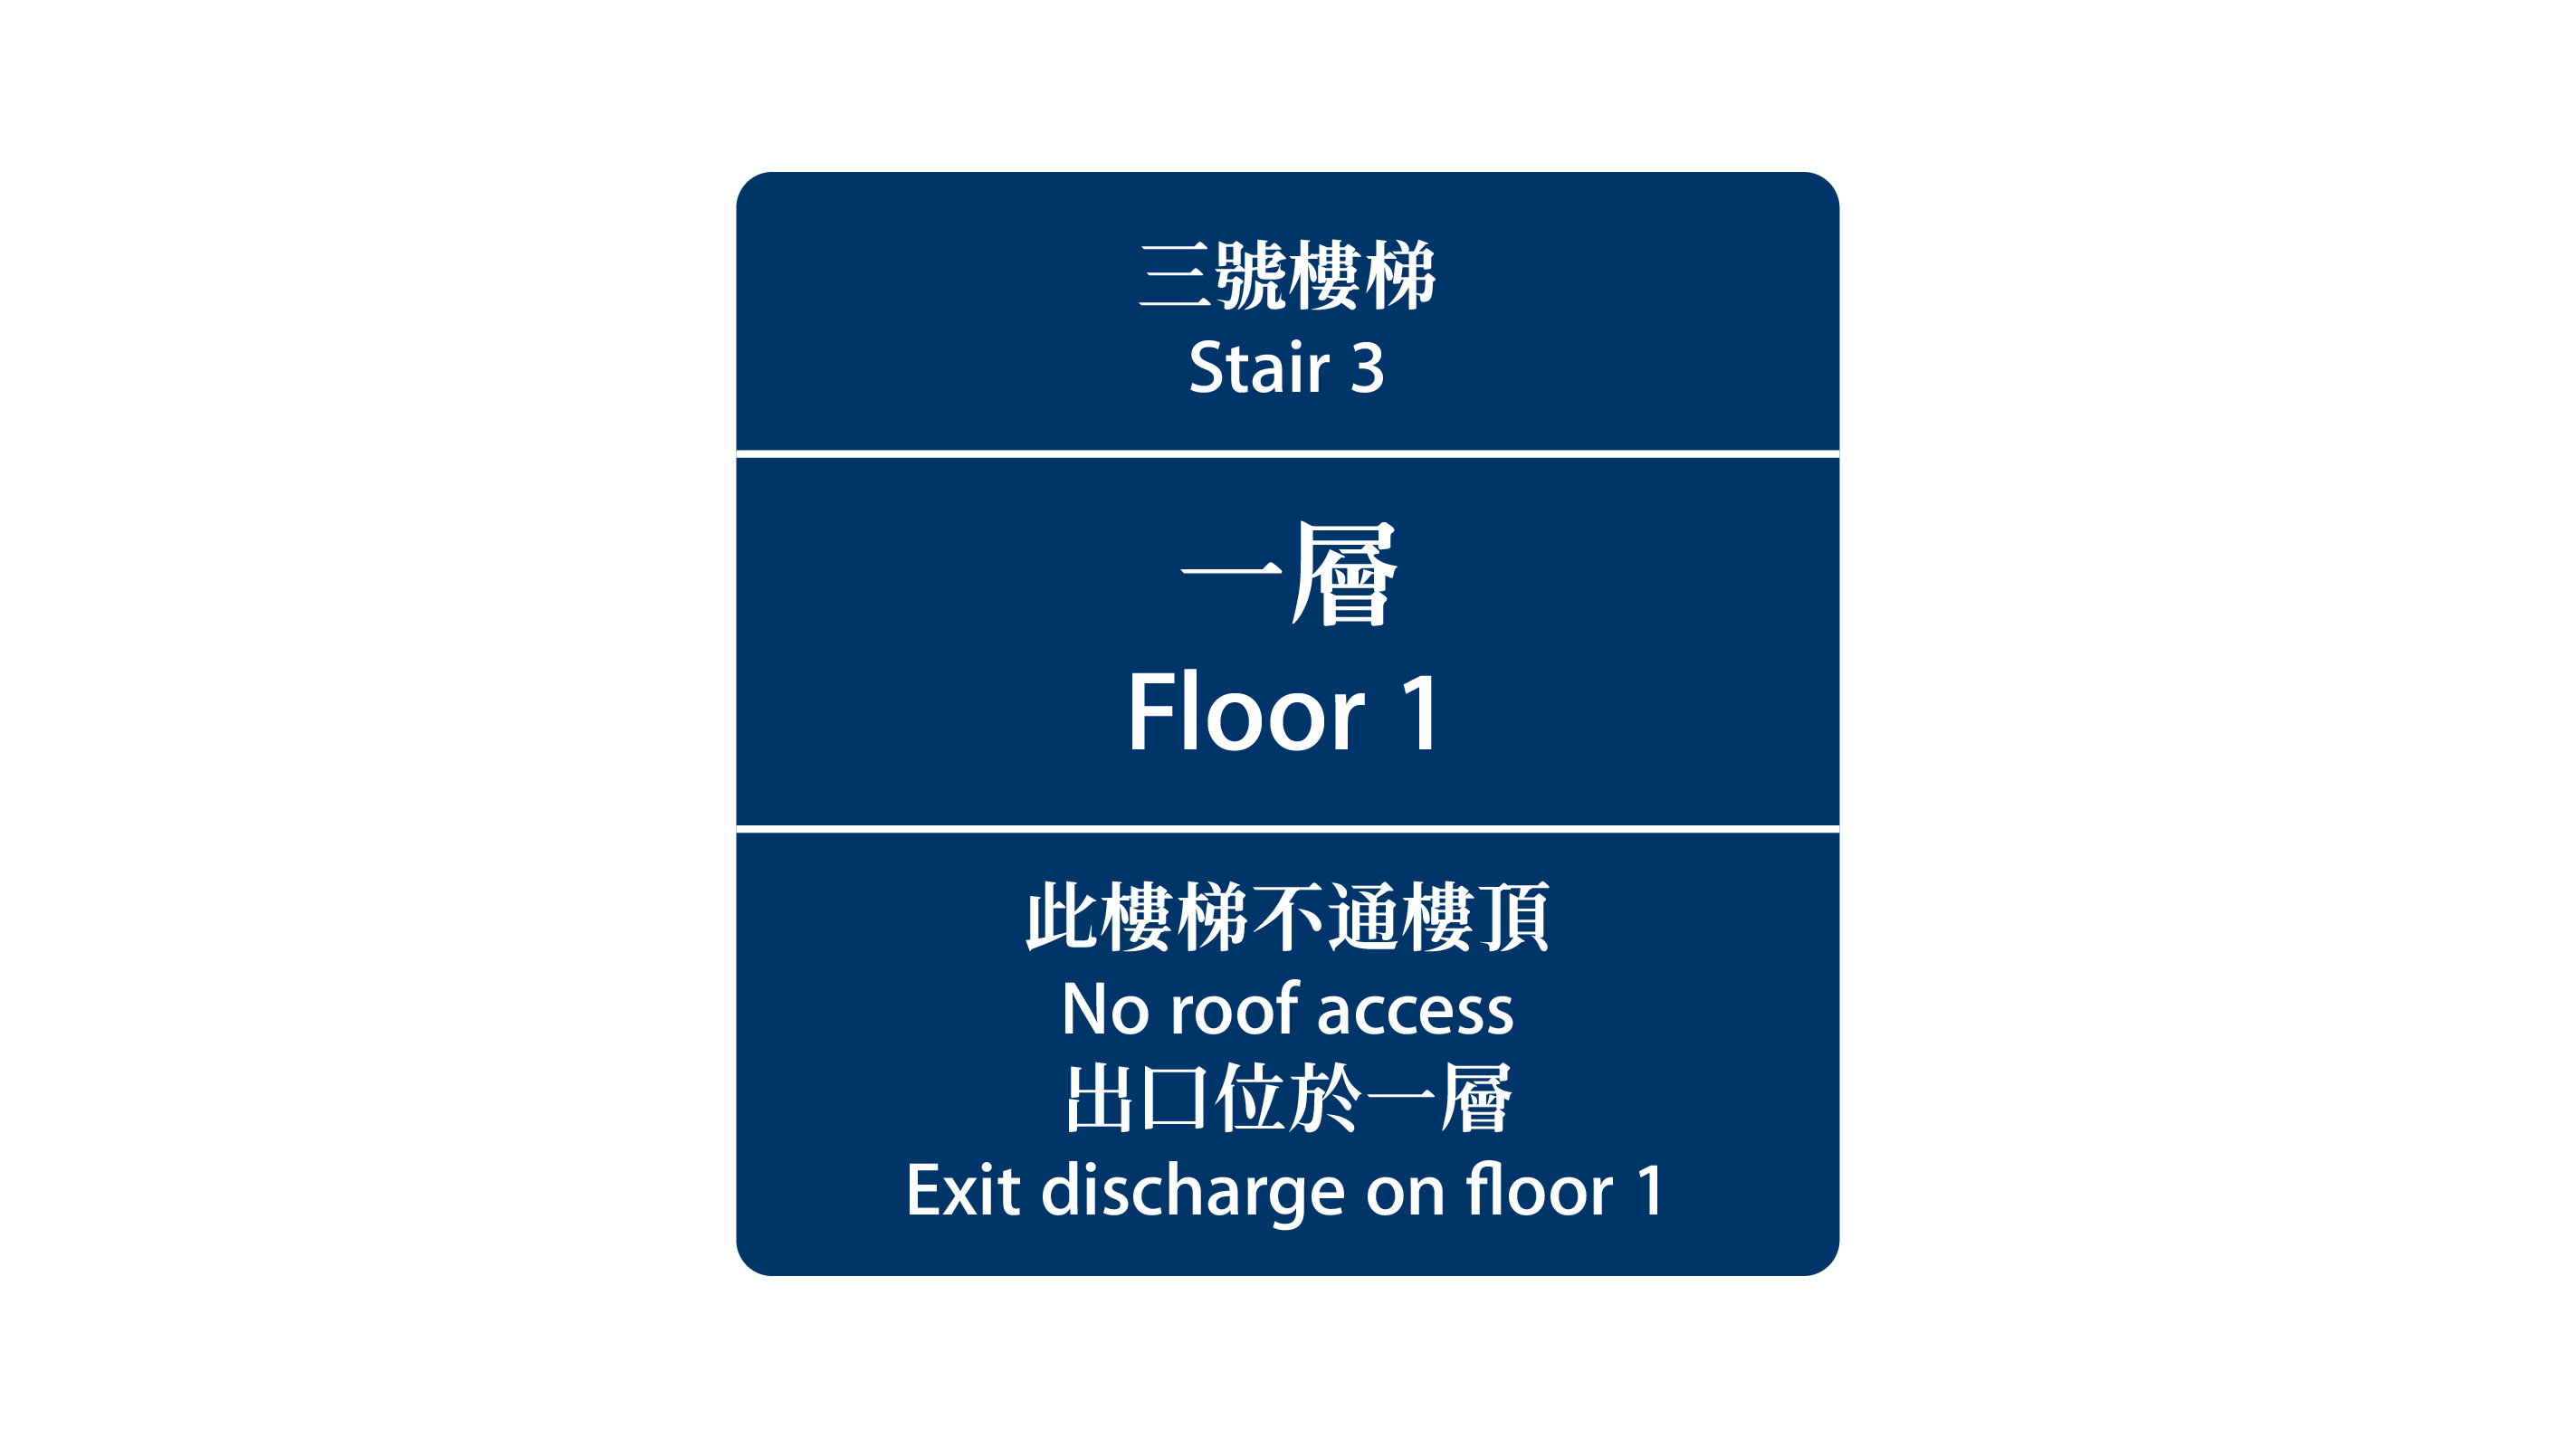 三號樓梯
Stair 3
一層
Floor 1
此樓梯不通樓頂
No roof access
出口位於一層
Exit discharge on floor 1